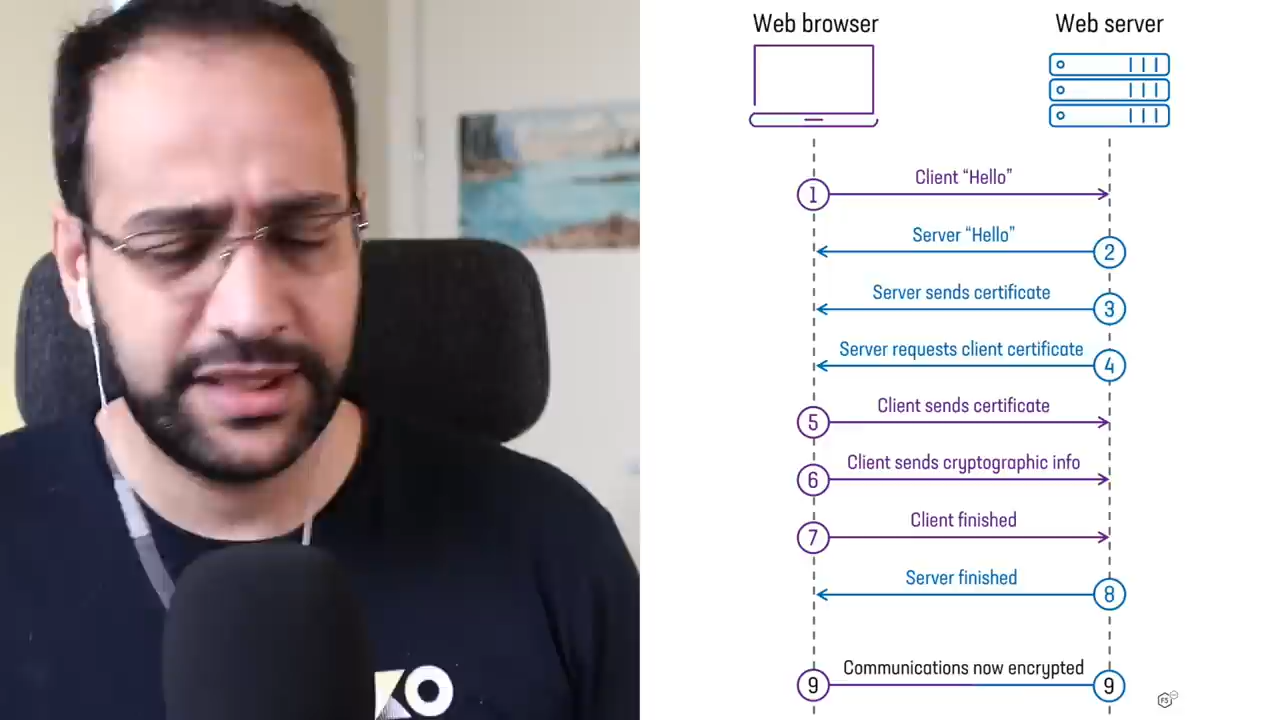 Web browser
Web server
1
Client “Hello”
Server “Hello”
2
Server sends certificate
3
Server requests client certificate
4
5
Client sends certificate
6
Client sends cryptographic info
7
Client finished
Server finished
8
9
Communications now encrypted
9
F5
KO